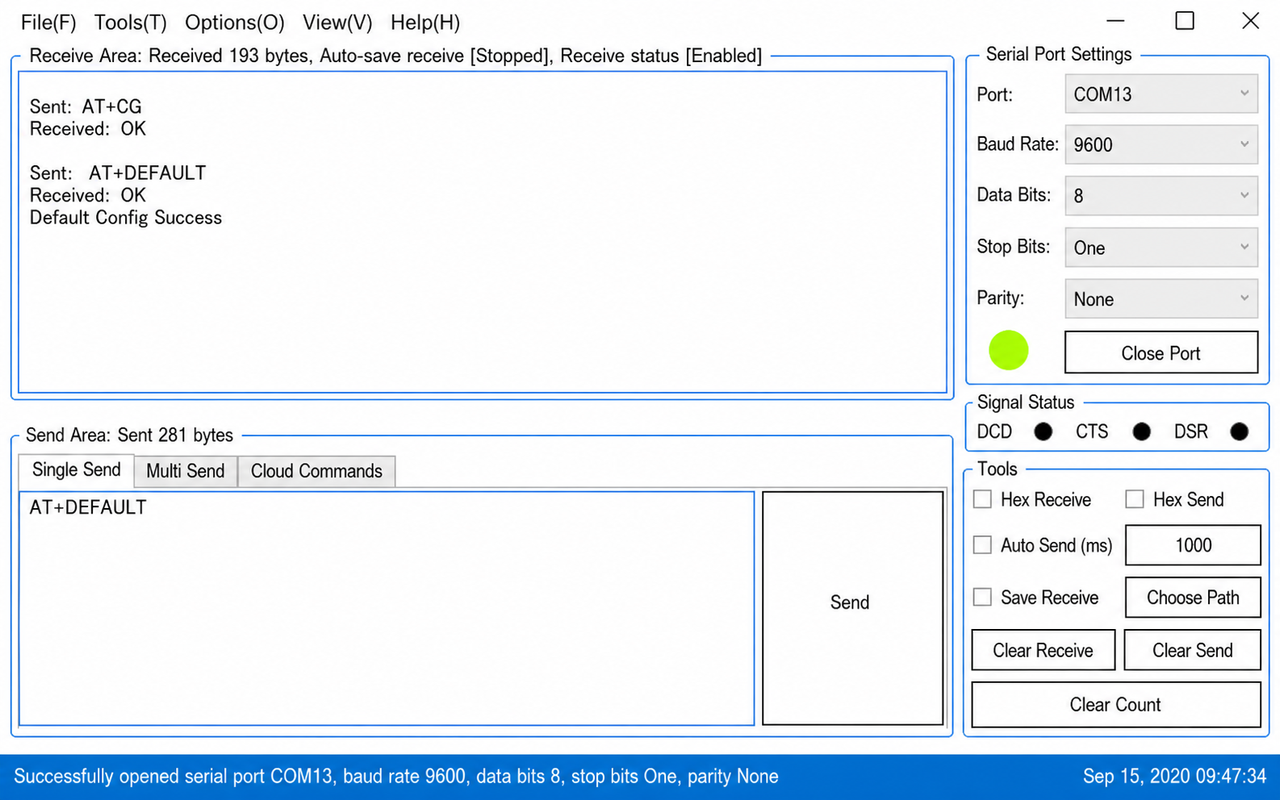 File(F) Tools(T) Options(O) View(V) Help(H)
Receive Area: Received 193 bytes, Auto-save receive [Stopped], Receive status [Enabled]
Sent: AT+CG
Received: OK
Sent: AT+DEFAULT
Received: OK
Default Config Success
Send Area: Sent 281 bytes
Single Send Multi Send Cloud Commands
AT+DEFAULT
Send
Serial Port Settings
Port: COM13
Baud Rate: 9600
Data Bits: 8
Stop Bits: One
Parity: None
Close Port
Signal Status
DCD CTS DSR
Tools
Hex Receive Hex Send
Auto Send (ms) 1000
Save Receive Choose Path
Clear Receive Clear Send
Clear Count
Successfully opened serial port COM13, baud rate 9600, data bits 8, stop bits One, parity None Sep 15, 2020 09:47:34